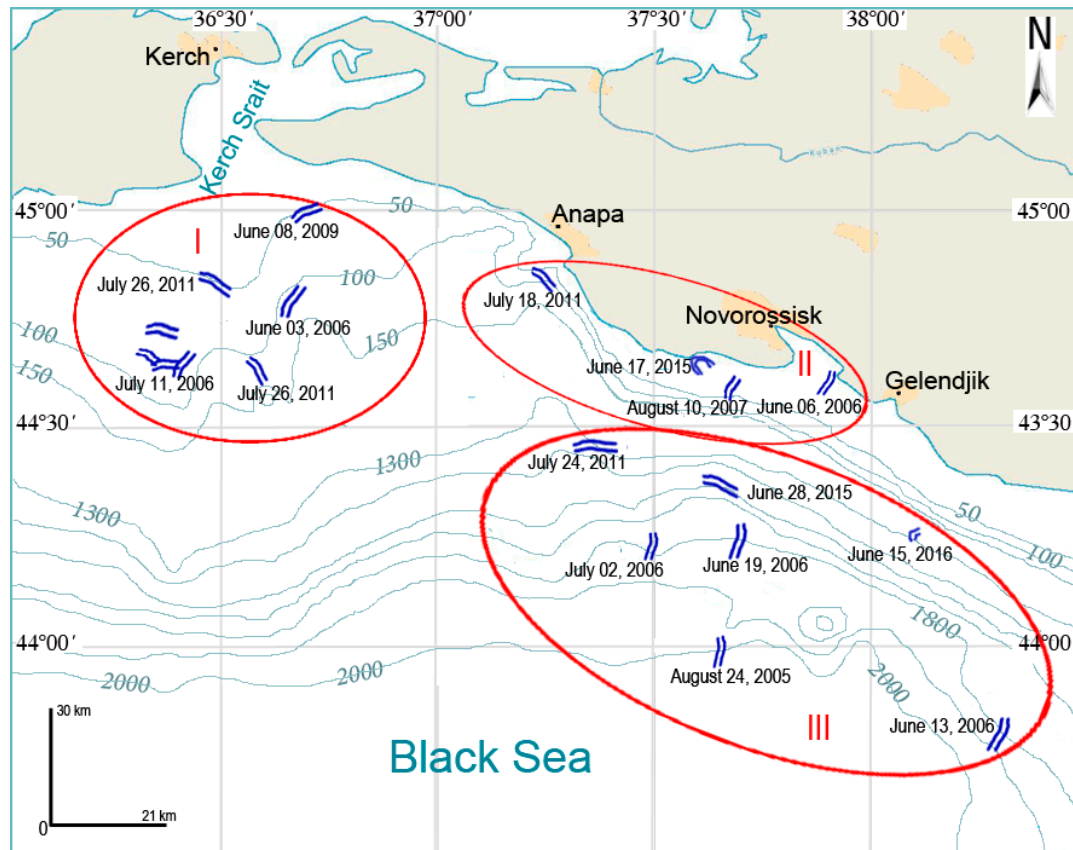 36°30′ 37°00′ 37°30′ 38°00′
N
Kerch
Kerch Srait
Kuban
45°00′
45°00′
50
Anapa
June 08, 2009
I
50
100
July 26, 2011
July 18, 2011
June 03, 2006
Novorossisk
100
150
150
June 17, 2015
II
July 11, 2006
July 26, 2011
August 10, 2007
June 06, 2006
Gelendjik
44°30′
43°30′
1300
July 24, 2011
1300
June 28, 2015
50
100
July 02, 2006
June 19, 2006
June 15, 2016
1800
44°00′
44°00′
2000
2000
August 24, 2005
2000
30 km
III
June 13, 2006
Black Sea
0
21 km